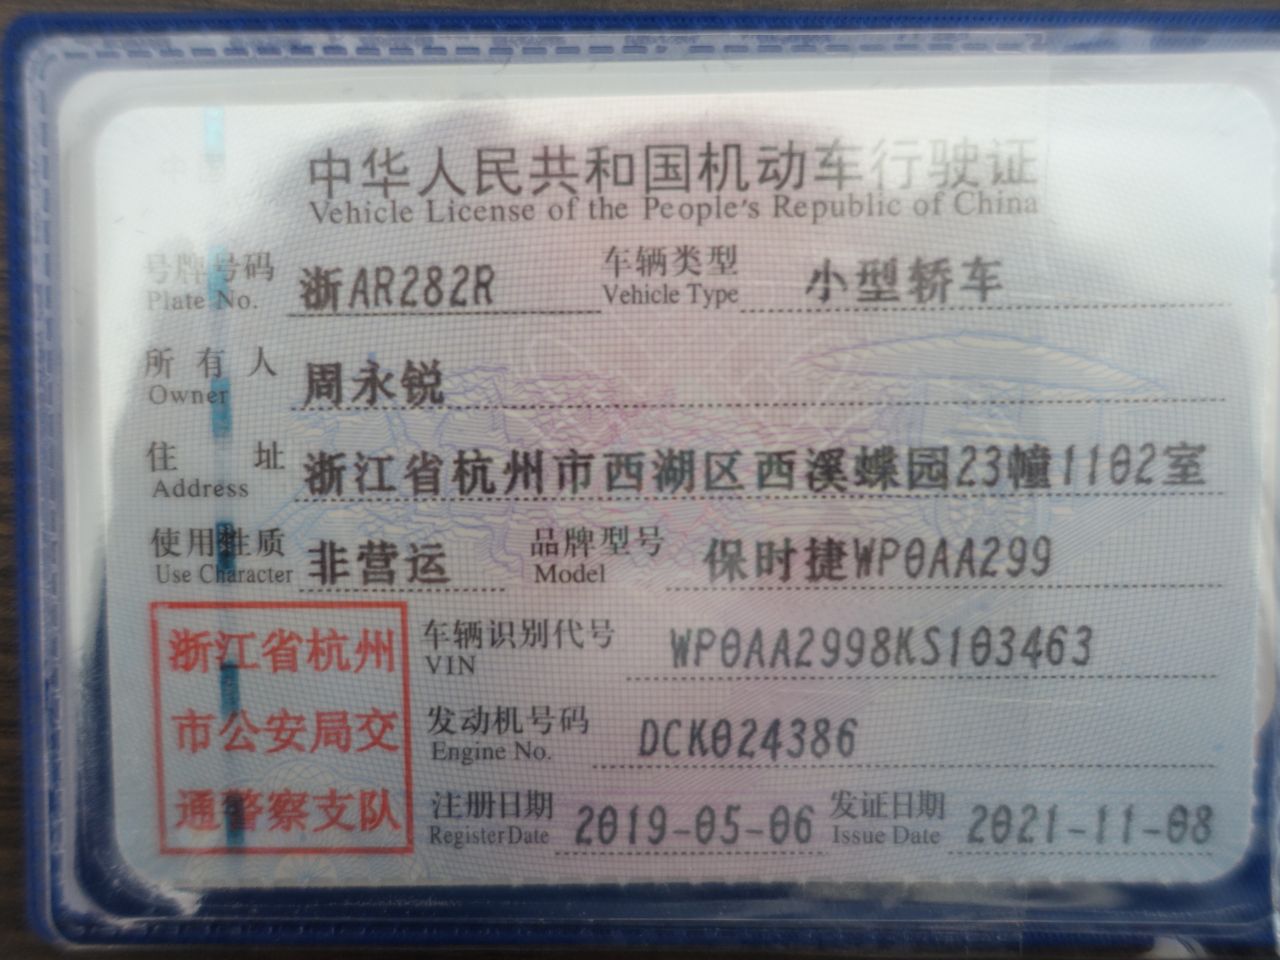 中华人民共和国机动车行驶证
Vehicle License of the People's Republic of China
号牌号码 浙AR282R 车辆类型 小型轿车
Plate No. Vehicle Type
所有人 周永锐
Owner
住址 浙江省杭州市西湖区西溪蝶园23幢1102室
Address
使用性质 非营运 品牌型号 保时捷WP0AA299
Use Character Model
浙江省杭州
市公安局交
通警察支队
车辆识别代号 WP0AA2998KS103463
VIN
发动机号码 DCK024386
Engine No.
注册日期 2019-05-06 发证日期 2021-11-08
Register Date Issue Date